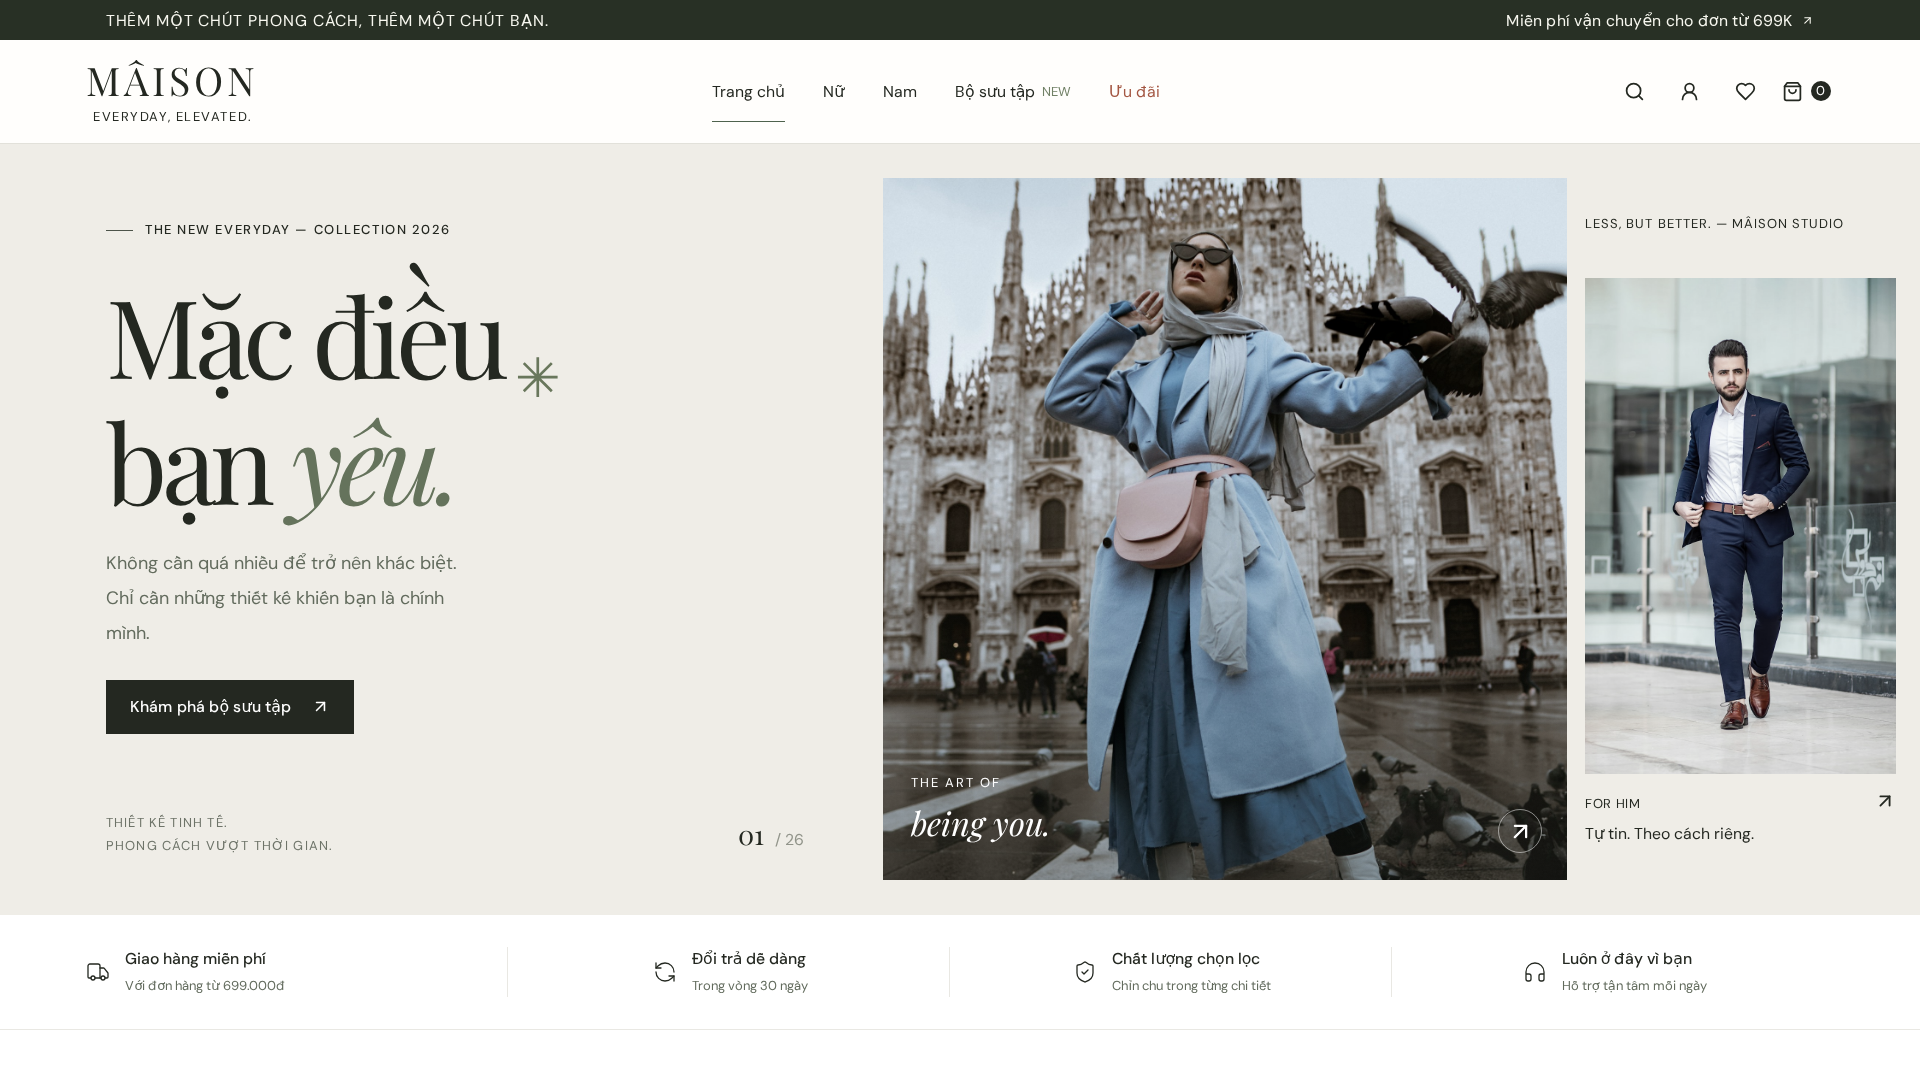 THÊM MỘT CHÚT PHONG CÁCH, THÊM MỘT CHÚT BẠN.
Miễn phí vận chuyển cho đơn từ 699K
MÂISON
EVERYDAY, ELEVATED.
Trang chủ
Nữ
Nam
Bộ sưu tập NEW
Ưu đãi
0
THE NEW EVERYDAY — COLLECTION 2026
Mặc điều
bạn yêu.
Không cần quá nhiều để trở nên khác biệt.
Chỉ cần những thiết kế khiến bạn là chính
mình.
Khám phá bộ sưu tập
THIẾT KẾ TINH TẾ.
PHONG CÁCH VƯỢT THỜI GIAN.
01 / 26
THE ART OF
being you.
LESS, BUT BETTER. — MÂISON STUDIO
FOR HIM
Tự tin. Theo cách riêng.
Giao hàng miễn phí
Với đơn hàng từ 699.000đ
Đổi trả dễ dàng
Trong vòng 30 ngày
Chất lượng chọn lọc
Chỉn chu trong từng chi tiết
Luôn ở đây vì bạn
Hỗ trợ tận tâm mỗi ngày